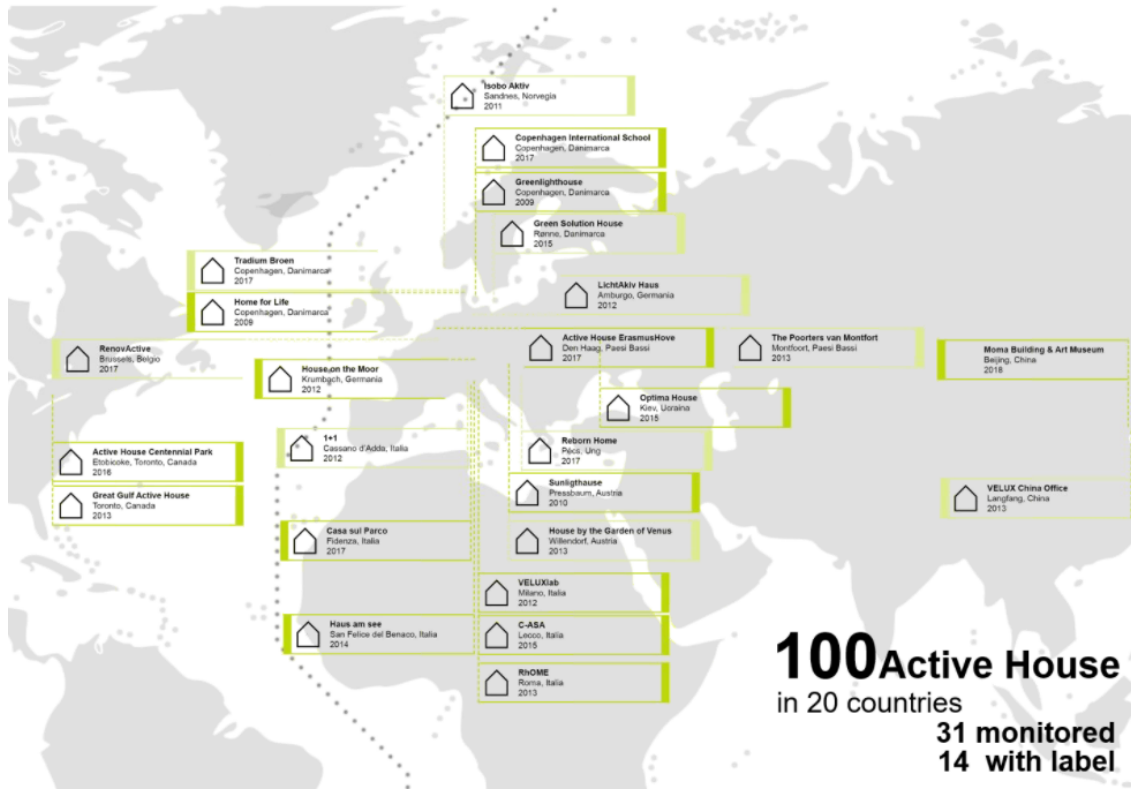 Isobo Aktiv
Sandnes, Norvegia
2011
Copenhagen International School
Copenhagen, Danimarca
2017
Greenlighthouse
Copenhagen, Danimarca
2009
Green Solution House
Rønne, Danimarca
2015
Tradium Broen
Copenhagen, Danimarca
2017
Home for Life
Copenhagen, Danimarca
2009
LichtAkiv Haus
Amburgo, Germania
2012
RenovActive
Brussels, Belgio
2017
House on the Moor
Krumbach, Germania
2012
Active House ErasmusHove
Den Haag, Paesi Bassi
2017
The Poorters van Montfort
Montfoort, Paesi Bassi
2013
Moma Building & Art Museum
Beijing, China
2018
Optima House
Kiev, Ucraina
2015
1+1
Cassano d'Adda, Italia
2012
Reborn Home
Pécs, Ung
2017
Active House Centennial Park
Etobicoke, Toronto, Canada
2016
Great Gulf Active House
Toronto, Canada
2013
Sunligthause
Pressbaum, Austria
2010
VELUX China Office
Langfang, China
2013
Casa sul Parco
Fidenza, Italia
2017
House by the Garden of Venus
Willendorf, Austria
2013
VELUXlab
Milano, Italia
2012
Haus am see
San Felice del Benaco, Italia
2014
C-ASA
Lecco, Italia
2015
RhOME
Roma, Italia
2013
100 Active House
in 20 countries
31 monitored
14 with label